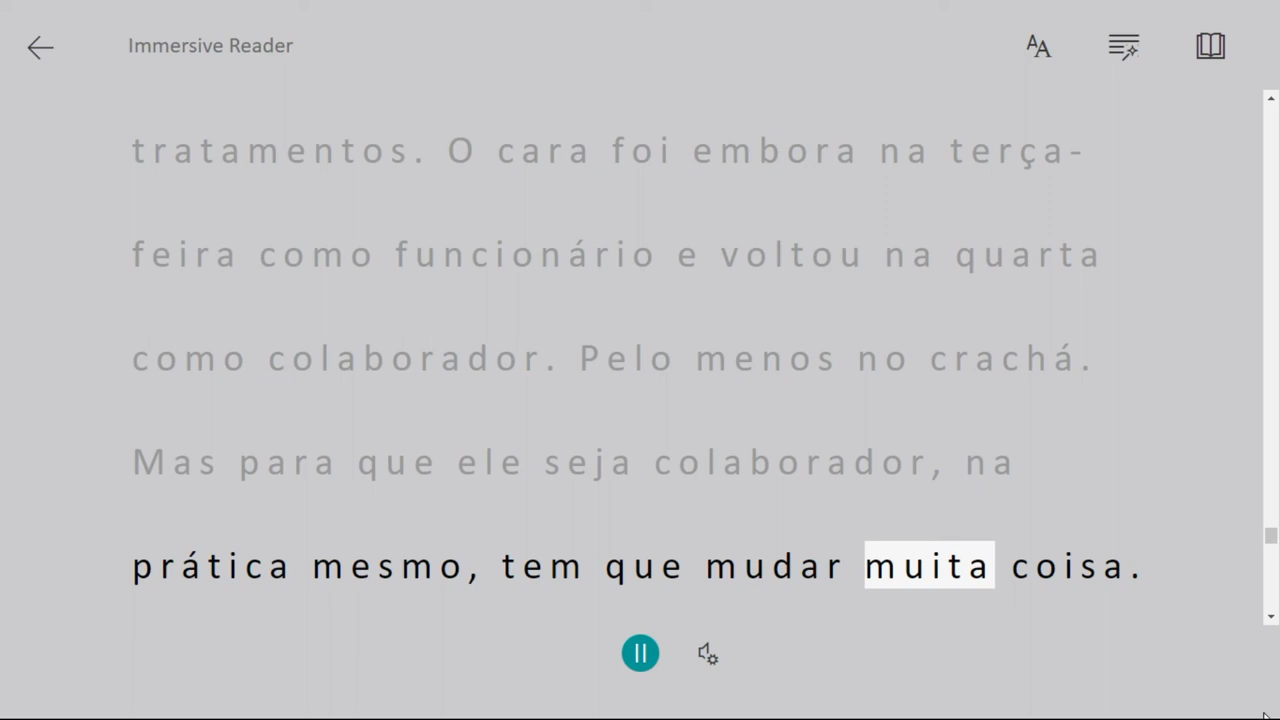 Immersive Reader
tratamentos. O cara foi embora na terça-
feira como funcionário e voltou na quarta
como colaborador. Pelo menos no crachá.
Mas para que ele seja colaborador, na
prática mesmo, tem que mudar muita coisa.